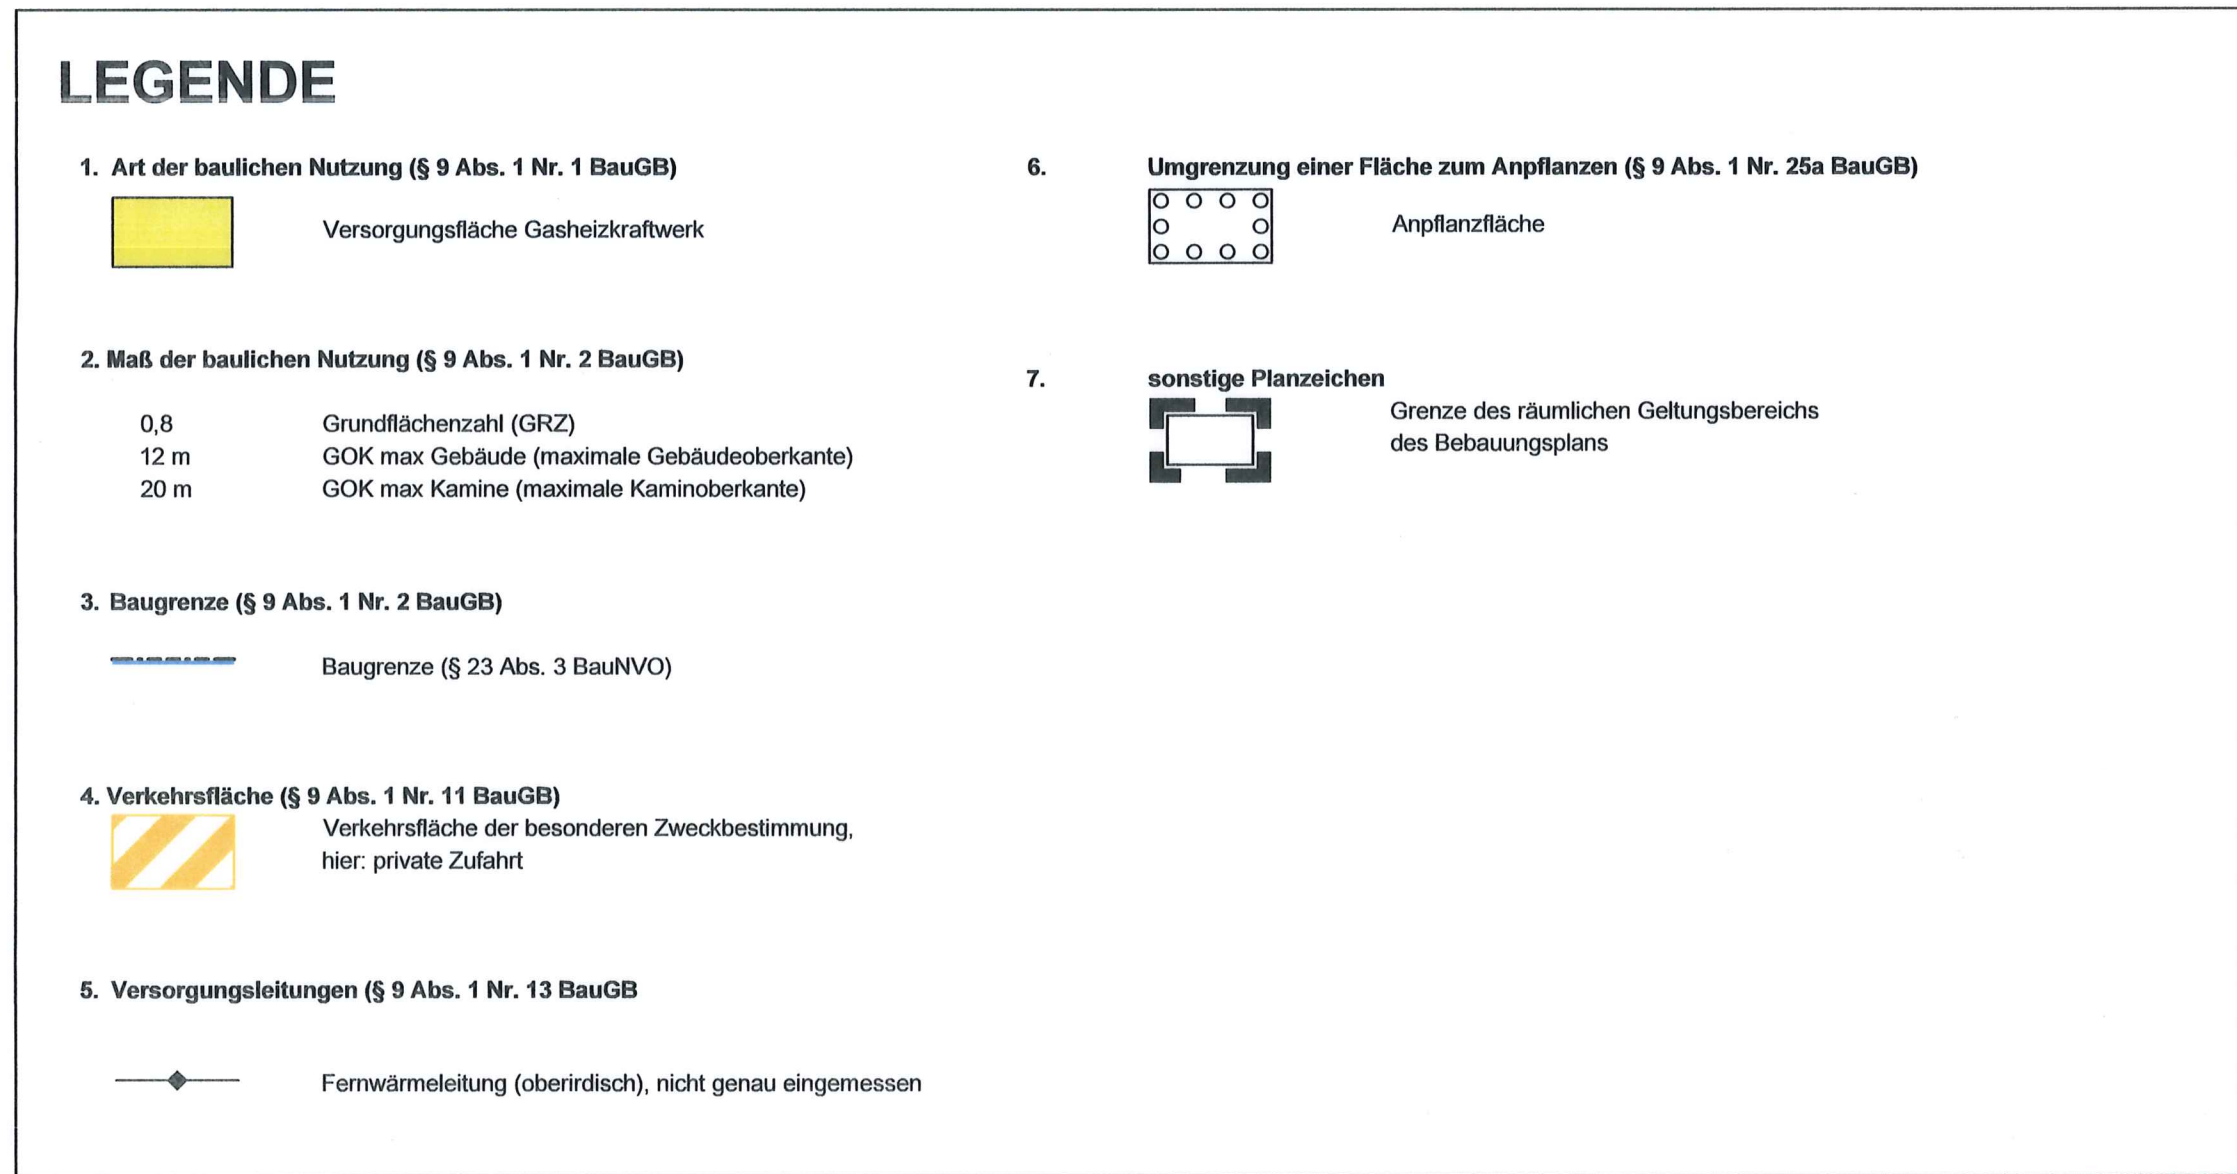 LEGENDE
1. Art der baulichen Nutzung (§ 9 Abs. 1 Nr. 1 BauGB)
Versorgungsfläche Gasheizkraftwerk
2. Maß der baulichen Nutzung (§ 9 Abs. 1 Nr. 2 BauGB)
0,8 Grundflächenzahl (GRZ)
12 m GOK max Gebäude (maximale Gebäudeoberkante)
20 m GOK max Kamine (maximale Kaminoberkante)
3. Baugrenze (§ 9 Abs. 1 Nr. 2 BauGB)
Baugrenze (§ 23 Abs. 3 BauNVO)
4. Verkehrsfläche (§ 9 Abs. 1 Nr. 11 BauGB)
Verkehrsfläche der besonderen Zweckbestimmung,
hier: private Zufahrt
5. Versorgungsleitungen (§ 9 Abs. 1 Nr. 13 BauGB
Fernwärmeleitung (oberirdisch), nicht genau eingemessen
6. Umgrenzung einer Fläche zum Anpflanzen (§ 9 Abs. 1 Nr. 25a BauGB)
Anpflanzfläche
7. sonstige Planzeichen
Grenze des räumlichen Geltungsbereichs
des Bebauungsplans